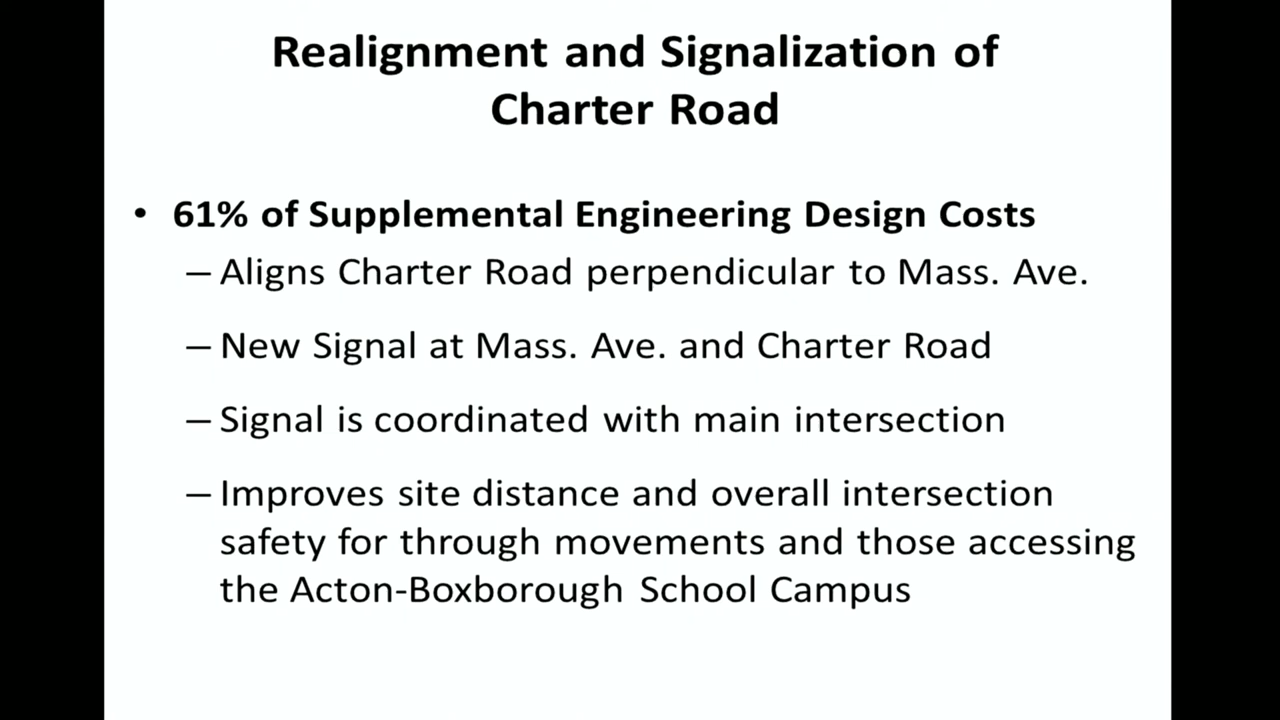 Realignment and Signalization of
Charter Road
• 61% of Supplemental Engineering Design Costs
– Aligns Charter Road perpendicular to Mass. Ave.
– New Signal at Mass. Ave. and Charter Road
– Signal is coordinated with main intersection
– Improves site distance and overall intersection
safety for through movements and those accessing
the Acton-Boxborough School Campus